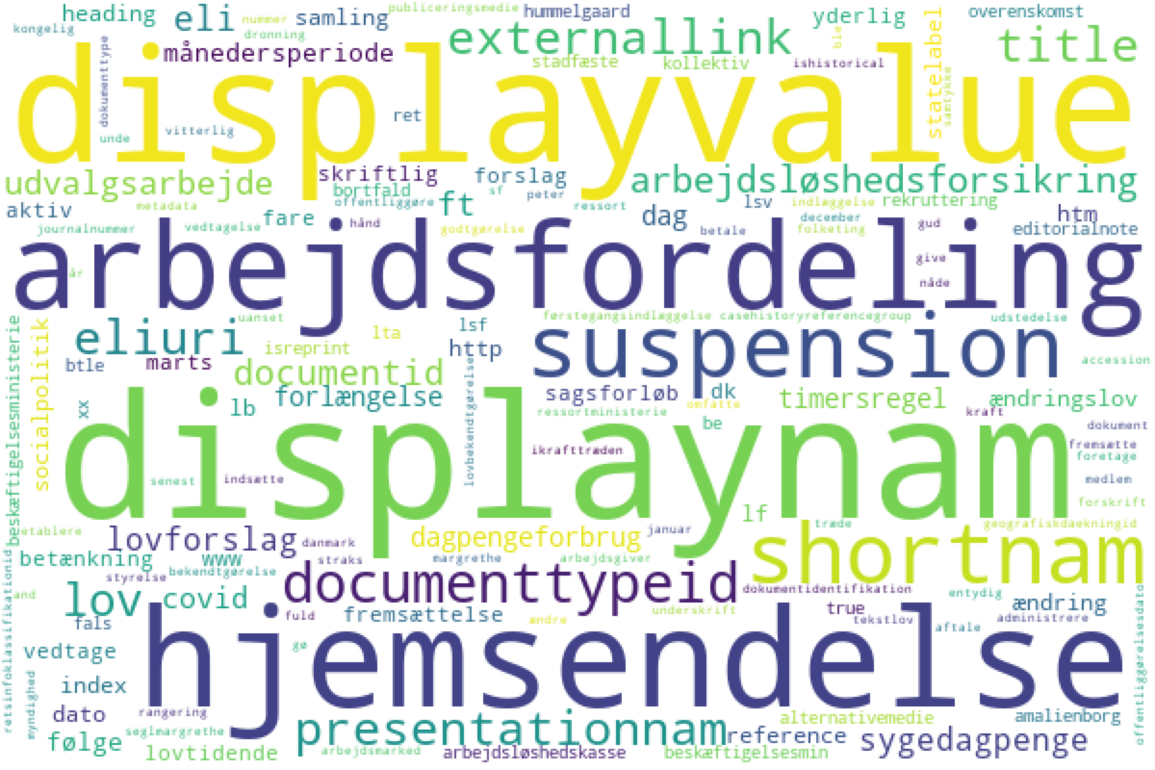 heading
eli
nummer
samling
publiceringsmedie
hummelgaard
yderlig
overenskomst
kongelig
dronning
månedersperiode
externallink
ble
statelabel
title
dokumenttype
displayvalue
stadfæste
kollektiv
ishistorical
samtykke
ret
unde
vitterlig
udvalgsarbejde
skriftlig
bortfald
forslag
sf
peter
arbejdsløshedsforsikring
aktiv
metadata
offentliggøre
ft
ressort
lsv
indlæggelse
rekruttering
dag
december
htm
journalnummer
vedtagelse
fare
hånd
godtgørelse
betale
folketing
gud
editorialnote
arbejdsfordeling
give
nåde
år
uanset
førstegangsindlæggelse
casehistoryreferencegroup
udstedelse
beskæftigelsesministerie
socialpolitik
eliuri
lta
lsf
suspension
isreprint
http
btle
marts
documentid
accession
xx
lb
forlængelse
lovbekendtgørelse
sagsforløb
dk
omfatte
timersregel
ændringslov
ressortministerie
be
kraft
dokument
displaynam
ikrafttræden
fremsætte
foretage
senest
indsætte
medlem
forskrift
lf
etablere
lovforslag
danmark
dagpengeforbrug
januar
træde
geografiskdaekningid
betænkning
www
straks
margrethe
arbejdsgiver
shortnam
retsinfoklassifikationid
styrelse
bekendtgørelse
documenttypeid
dokumentidentifikation
and
lov
covid
entydig
offentliggørelsesdato
fals
fuld
fremsættelse
andre
underskrift
true
tekstlov
ændring
administrere
aftale
hjemsendelse
gø
vedtage
myndighed
index
dato
rangering
følge
seglmargrethe
presentationnam
alternativemedie
amalienborg
reference
sygedagpenge
lovtidende
arbejdsmarked
arbejdsløshedskasse
beskæftigelsesmin